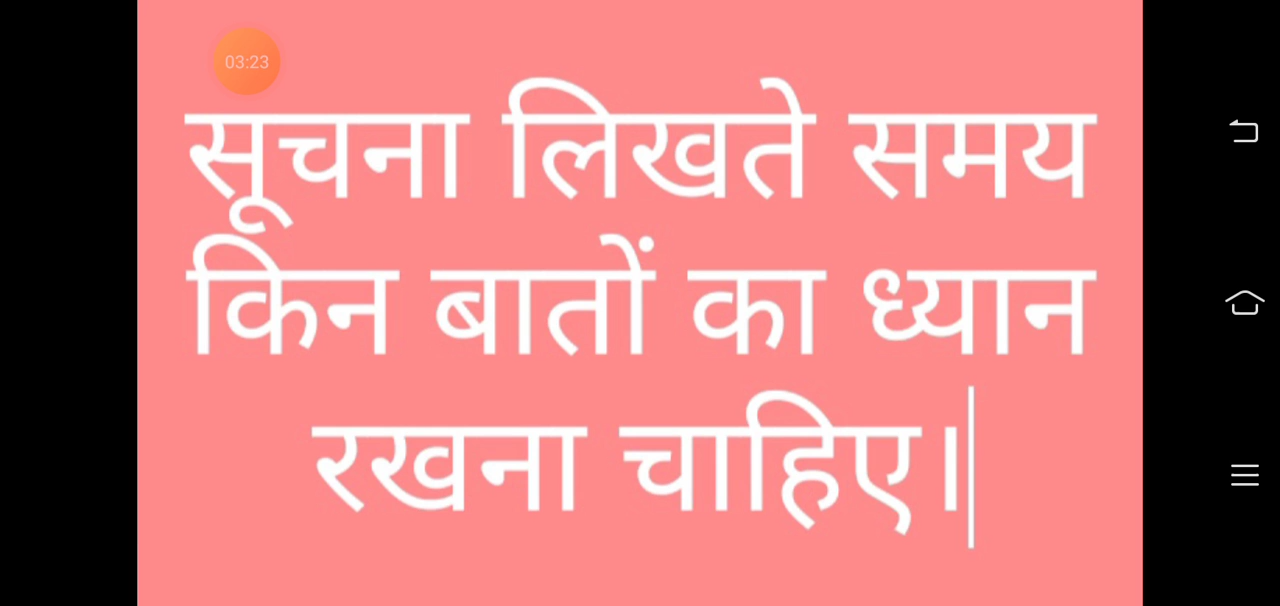 03:23
सूचना लिखते समय
किन बातों का ध्यान
रखना चाहिए।